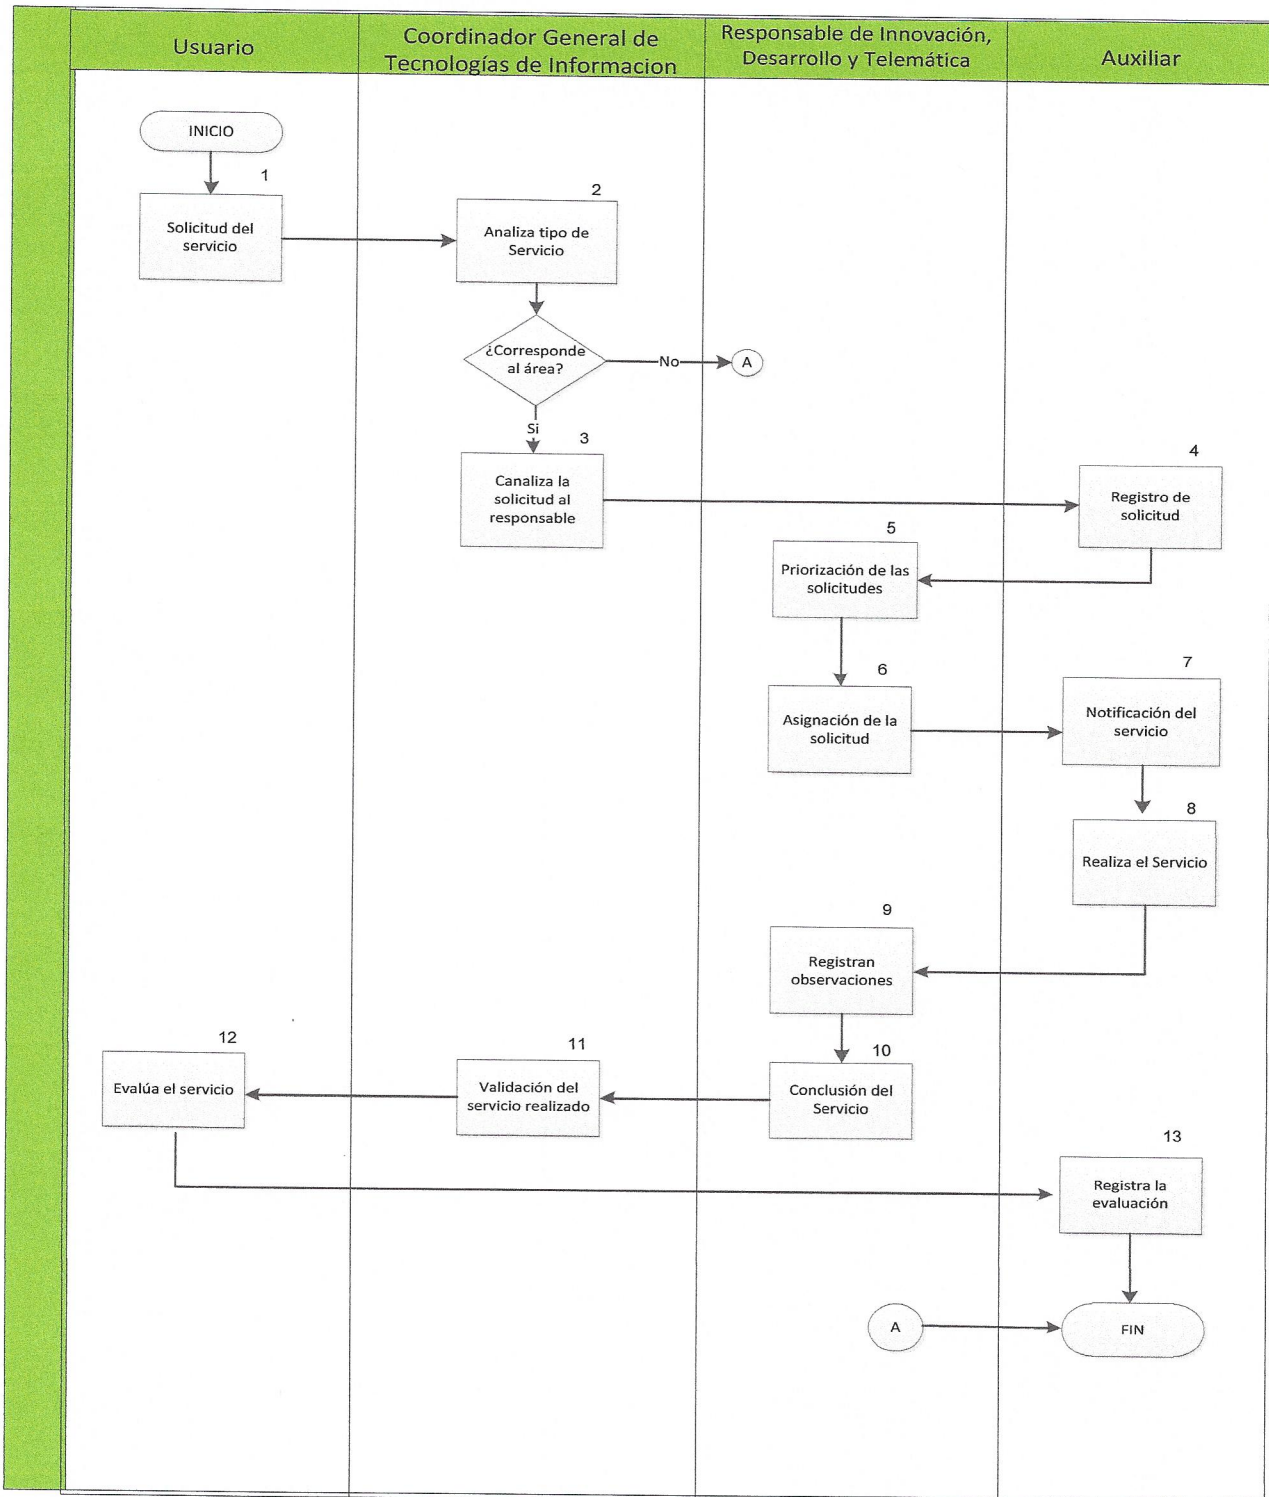 Usuario
Coordinador General de
Tecnologías de Informacion
Responsable de Innovación,
Desarrollo y Telemática
Auxiliar
INICIO
1
Solicitud del
servicio
2
Analiza tipo de
Servicio
¿Corresponde
al área?
No
A
Si
3
Canaliza la
solicitud al
responsable
4
Registro de
solicitud
5
Priorización de las
solicitudes
6
Asignación de la
solicitud
7
Notificación del
servicio
8
Realiza el Servicio
9
Registran
observaciones
10
Conclusión del
Servicio
11
Validación del
servicio realizado
12
Evalúa el servicio
13
Registra la
evaluación
A
FIN